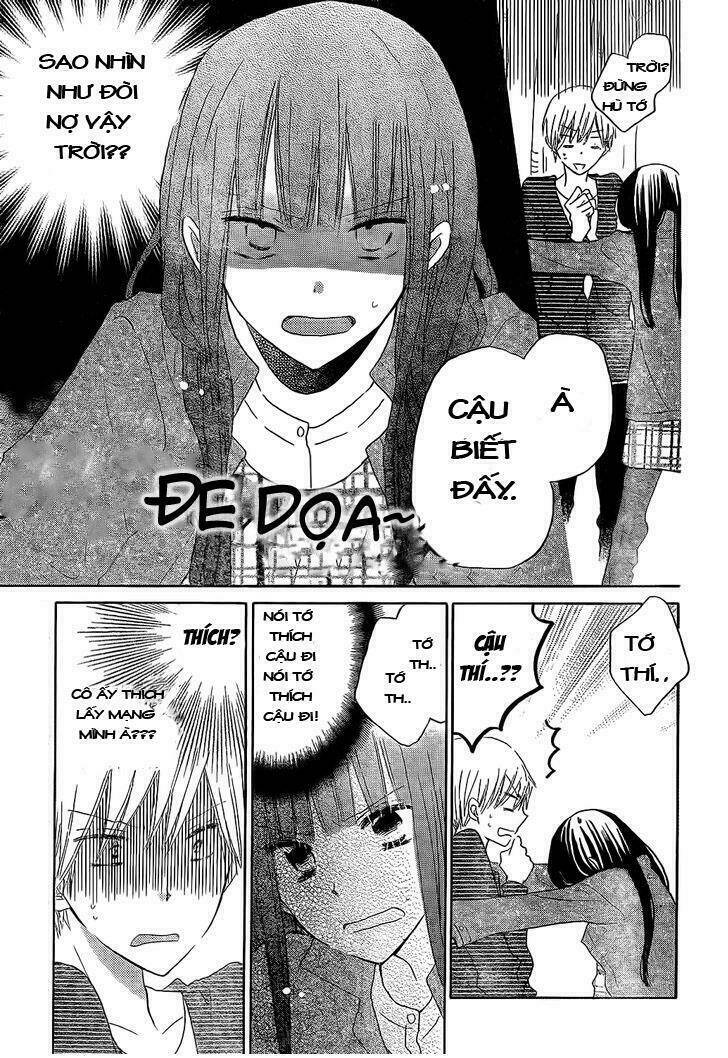 TRỜI?
ĐỪNG
HÙ TỚ
SAO NHÌN
NHƯ ĐÒI
NỢ VẬY
TRỜI??
À
CẬU
BIẾT
ĐẤY.
ĐE DỌA~
TỚ
THÍ..
CẬU
THÍ..??
TỚ
TH..
TỚ
TH..
NÓI TỚ
THÍCH
CẬU ĐI
NÓI TỚ
THÍCH
CẬU ĐI!
THÍCH?
CÔ ẤY THÍCH
LẤY MẠNG
MÌNH À???